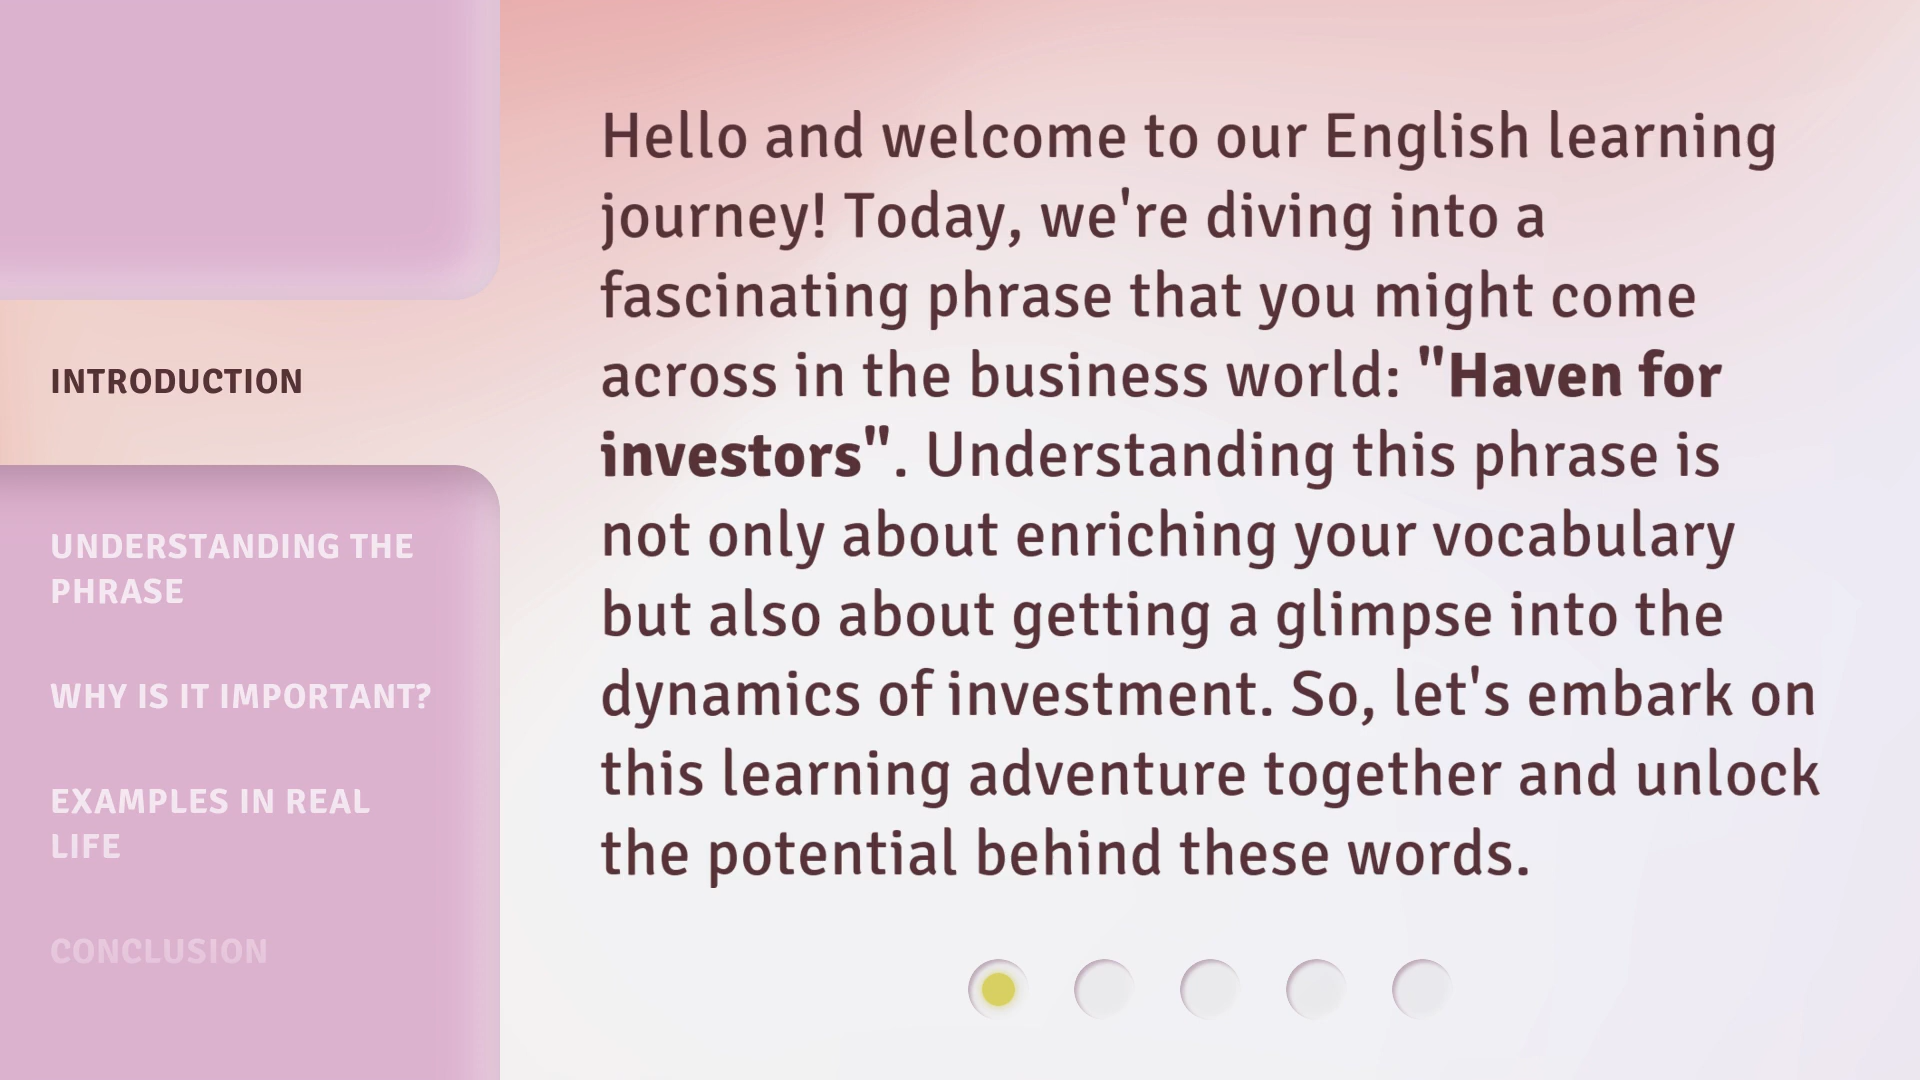 INTRODUCTION
UNDERSTANDING THE
PHRASE
WHY IS IT IMPORTANT?
EXAMPLES IN REAL
LIFE
CONCLUSION
Hello and welcome to our English learning
journey! Today, we're diving into a
fascinating phrase that you might come
across in the business world: "Haven for
investors". Understanding this phrase is
not only about enriching your vocabulary
but also about getting a glimpse into the
dynamics of investment. So, let's embark on
this learning adventure together and unlock
the potential behind these words.